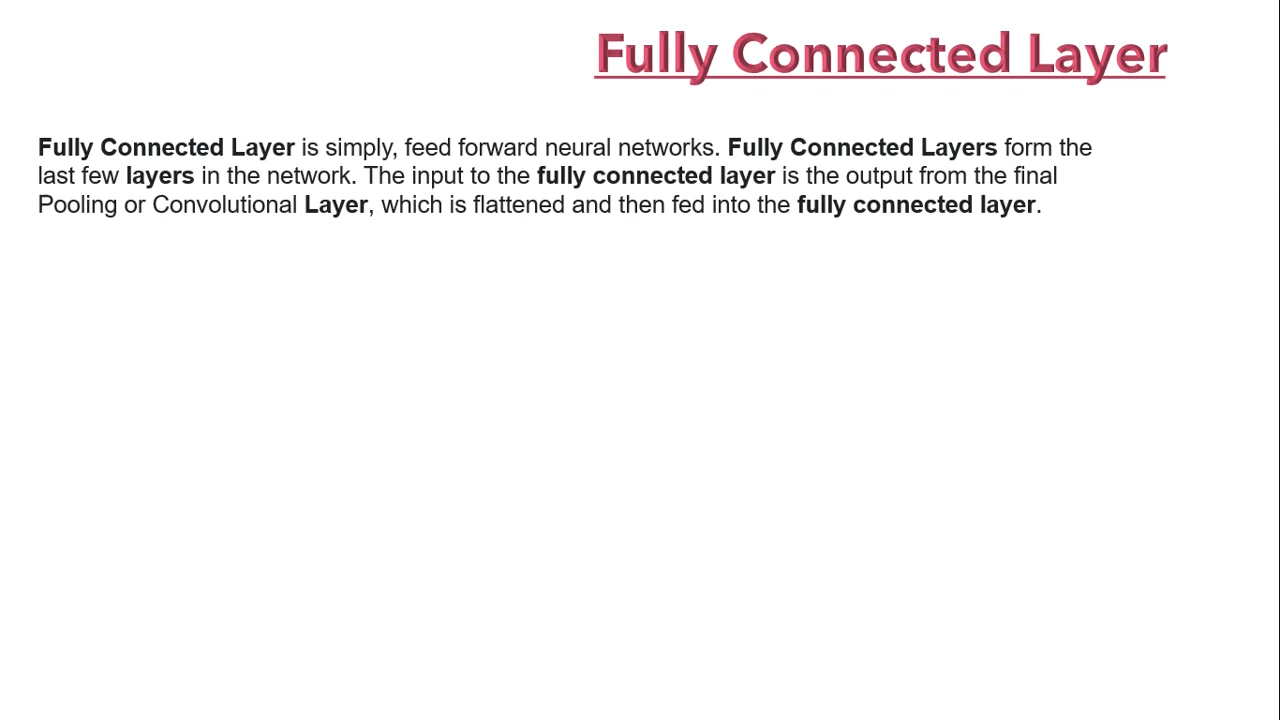 Fully Connected Layer
Fully Connected Layer is simply, feed forward neural networks. Fully Connected Layers form the
last few layers in the network. The input to the fully connected layer is the output from the final
Pooling or Convolutional Layer, which is flattened and then fed into the fully connected layer.